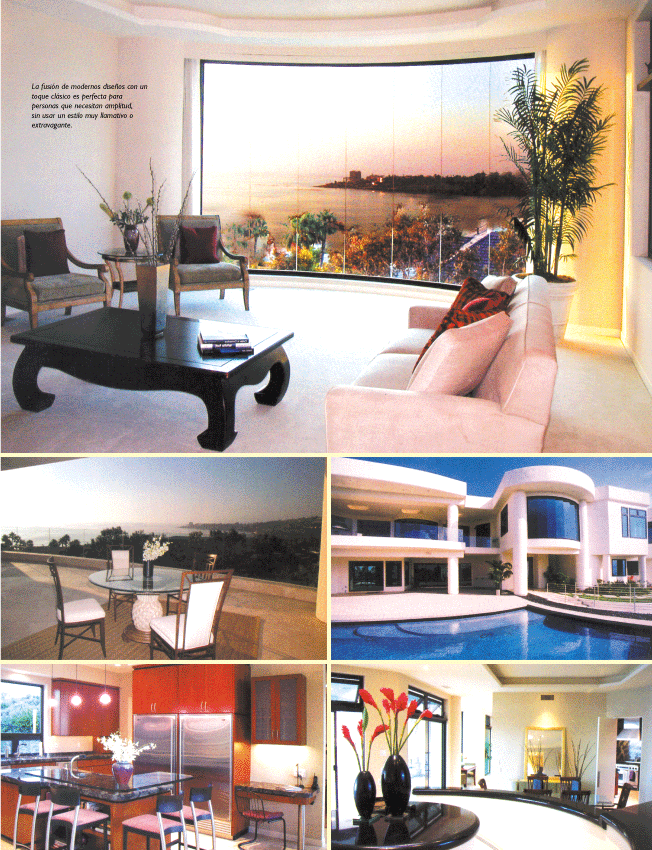 La fusión de modernos diseños con un
toque clásico es perfecta para
personas que necesitan amplitud,
sin usar un estilo muy llamativo o
extravagante.